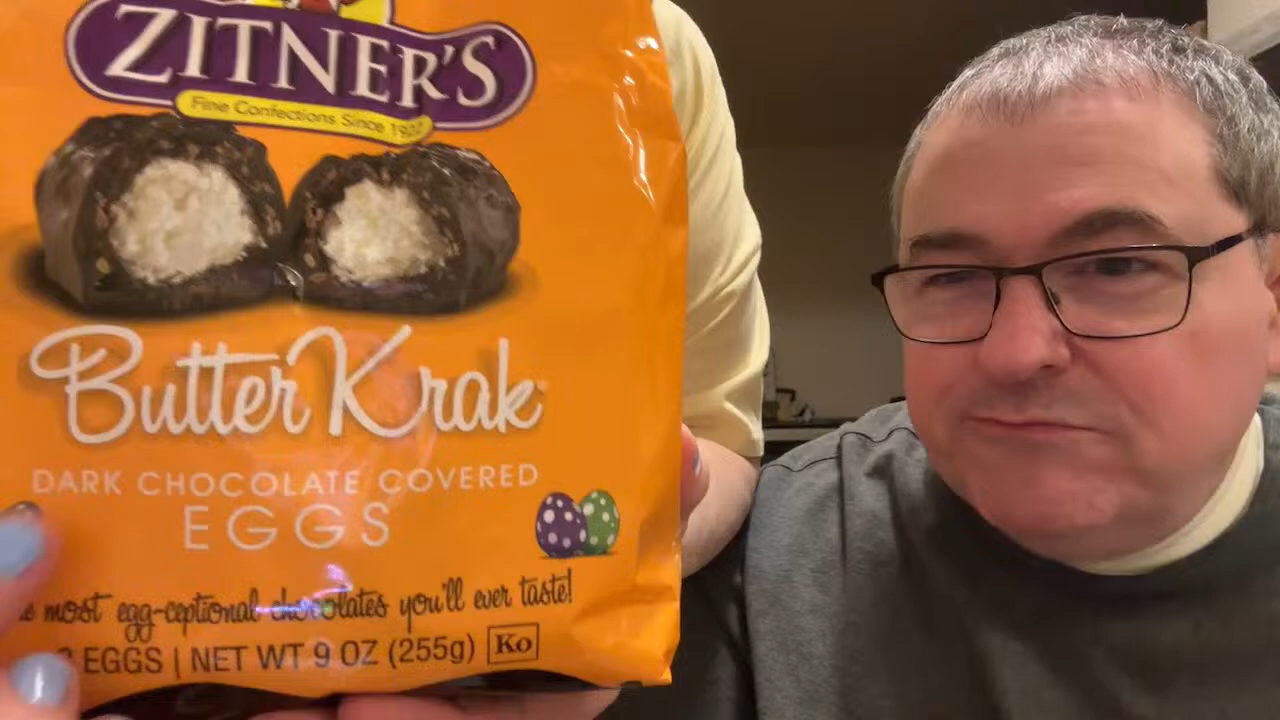 ZITNER'S
Fine Confections Since 1920
Butter Krak
DARK CHOCOLATE COVERED
EGGS
most egg-ceptional chocolates you'll ever taste!
EGGS | NET WT 9 OZ (255g) Ko